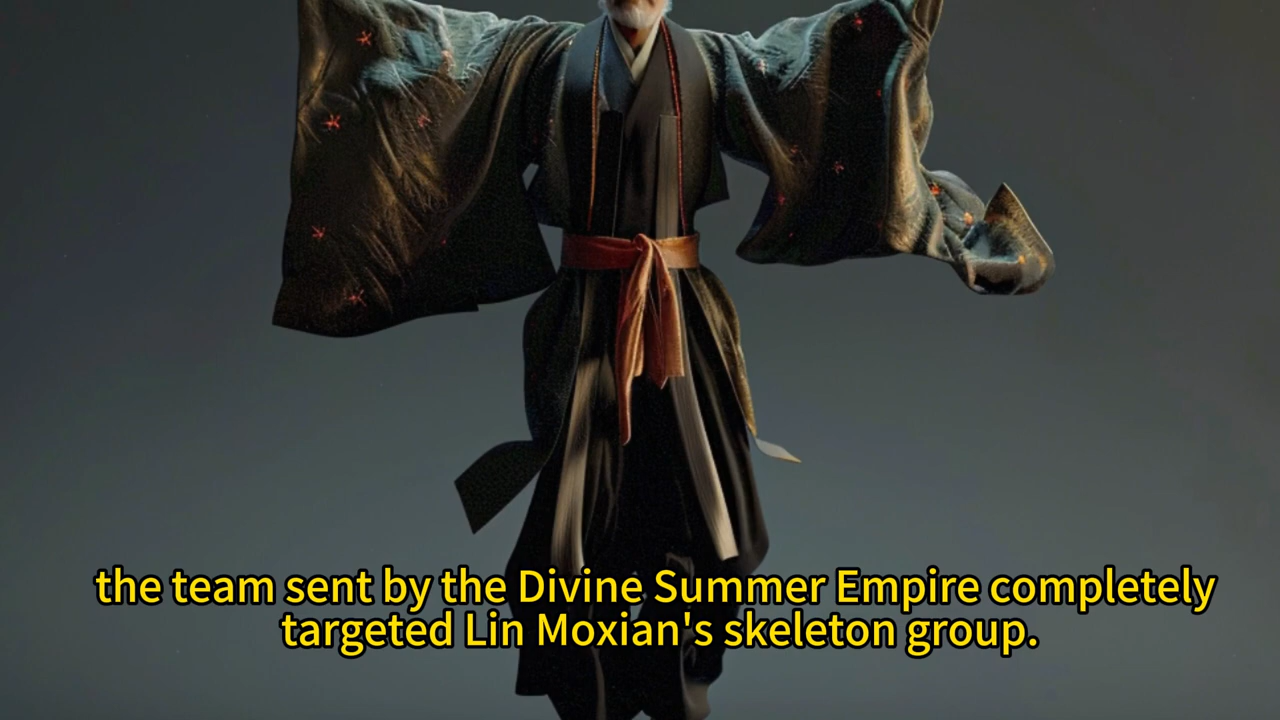 the team sent by the Divine Summer Empire completely
targeted Lin Moxian's skeleton group.